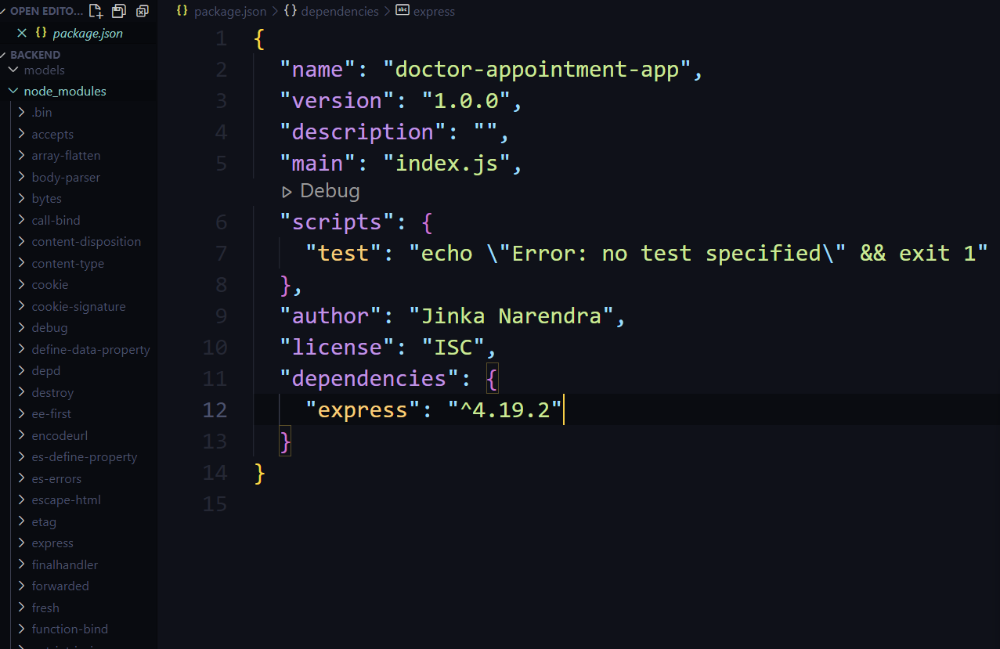 OPEN EDITO...
package.json
BACKEND
models
node_modules
.bin
accepts
array-flatten
body-parser
bytes
call-bind
content-disposition
content-type
cookie
cookie-signature
debug
define-data-property
depd
destroy
ee-first
encodeurl
es-define-property
es-errors
escape-html
etag
express
finalhandler
forwarded
fresh
function-bind
{} package.json > {} dependencies > abc express
1 {
2 "name": "doctor-appointment-app",
3 "version": "1.0.0",
4 "description": "",
5 "main": "index.js",
Debug
6 "scripts": {
7 "test": "echo \"Error: no test specified\" && exit 1"
8 },
9 "author": "Jinka Narendra",
10 "license": "ISC",
11 "dependencies": {
12 "express": "^4.19.2"
13 }
14 }
15